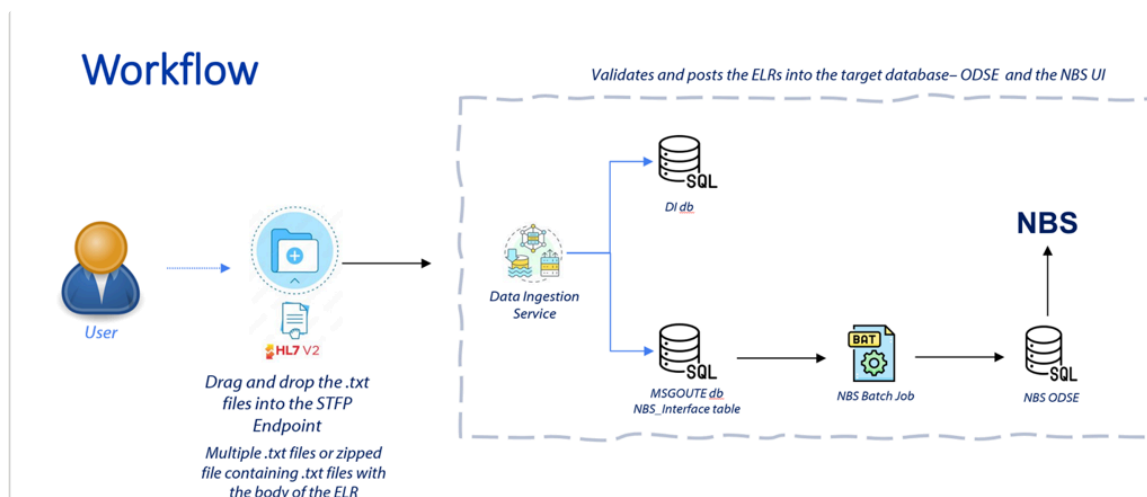 Workflow
Validates and posts the ELRs into the target database– ODSE and the NBS UI
User
HL7 V2
Drag and drop the .txt
files into the STFP
Endpoint
Multiple .txt files or zipped
file containing .txt files with
the body of the ELR
Data Ingestion
Service
SQL
DI db
SQL
MSGOUTE db
NBS_Interface table
BAT
NBS Batch Job
NBS
SQL
NBS ODSE